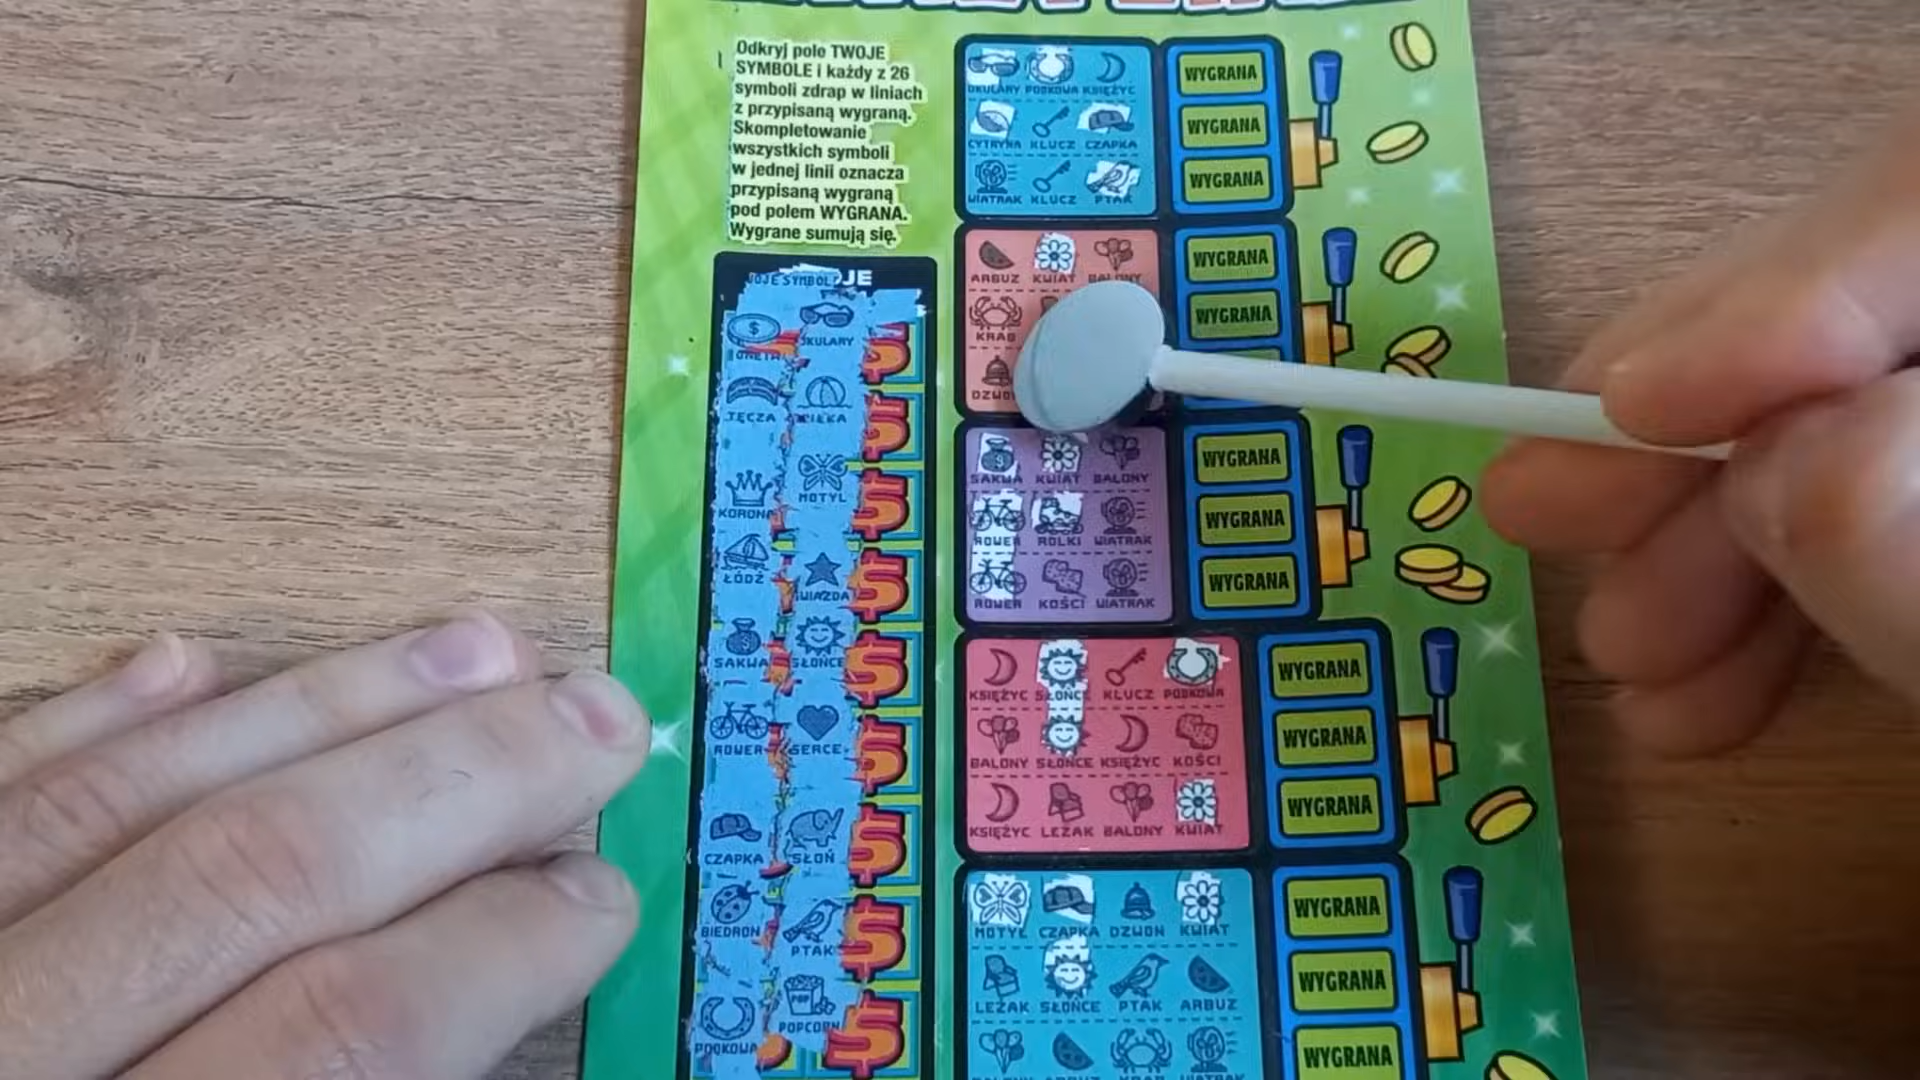 Odkryj pole TWOJE
SYMBOLE i każdy z 26
symboli zdrap w liniach
z przypisaną wygraną.
Skompletowanie
wszystkich symboli
w jednej linii oznacza
przypisaną wygraną
pod polem WYGRANA.
Wygrane sumują się.
JE
OKULARY
TĘCZA PIŁKA
KORONA MOTYL
ŁÓDŹ
SAKWA SŁOŃCE
ROWER SERCE
CZAPKA SŁOŃ
BIEDRON PTAK
PODKOWA POPCORN
POP
OKULARY PODKOWA KSIĘŻYC WYGRANA
CYTRYNA KLUCZ CZAPKA WYGRANA
WIATRAK KLUCZ PTAK WYGRANA
ARBUZ KWIAT BALONY WYGRANA
KRAB WYGRANA
SAKWA KWIAT BALONY WYGRANA
ROWER ROLKI WIATRAK WYGRANA
ROWER KOŚCI WIATRAK WYGRANA
KSIĘŻYC SŁOŃCE KLUCZ PODKOWA WYGRANA
BALONY SŁOŃCE KSIĘŻYC KOŚCI WYGRANA
KSIĘŻYC LEŻAK BALONY KWIAT WYGRANA
MOTYL CZAPKA DZWON KWIAT WYGRANA
LEŻAK SŁOŃCE PTAK ARBUZ WYGRANA
WYGRANA